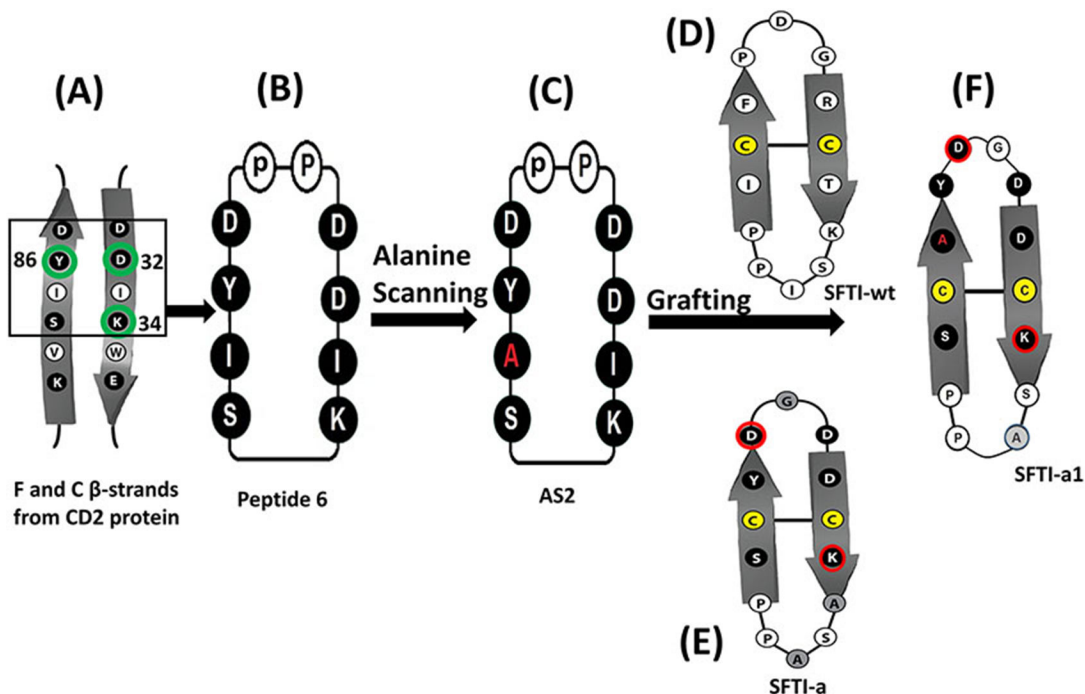 (A)
D D
86 Y D 32
I I
S K 34
V W
K E
F and C β-strands
from CD2 protein
(B)
p P
D D
Y D
I I
S K
Peptide 6
Alanine
Scanning
(C)
p P
D D
Y D
A I
S K
AS2
Grafting
(D)
D
P G
F R
C C
I T
P K
P S
I
SFTI-wt
(E)
G
D D
Y D
C C
S K
P A
P S
A
SFTI-a
(F)
D G
Y D
A D
C C
S K
P S
P A
SFTI-a1